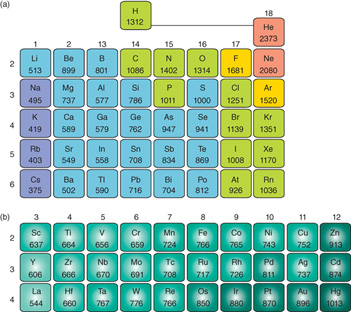 (a)
H
1312
18
He
2373
1 2 13 14 15 16 17
2 Li Be B C N O F Ne
513 899 801 1086 1402 1314 1681 2080
3 Na Mg Al Si P S Cl Ar
495 737 577 786 1011 1000 1251 1520
4 K Ca Ga Ge As Se Br Kr
419 589 579 762 947 941 1139 1351
5 Rb Sr In Sn Sb Te I Xe
403 549 558 708 834 869 1008 1170
6 Cs Ba Tl Pb Bi Po At Rn
375 502 590 716 704 812 926 1036
(b) 3 4 5 6 7 8 9 10 11 12
2 Sc Ti V Cr Mn Fe Co Ni Cu Zn
637 664 656 659 724 766 765 743 752 913
3 Y Zr Nb Mo Tc Ru Rh Pd Ag Cd
606 666 670 691 708 717 726 811 737 874
4 La Hf Ta W Re Os Ir Pt Au Hg
544 660 767 776 766 850 880 870 896 1013